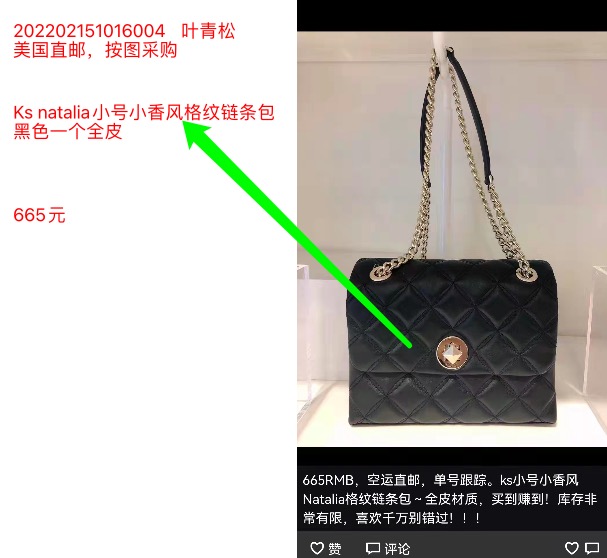 202202151016004 叶青松
美国直邮，按图采购
Ks natalia小号小香风格纹链条包
黑色一个全皮
665元
665RMB，空运直邮，单号跟踪。ks小号小香风
Natalia格纹链条包～全皮材质，买到赚到！库存非
常有限，喜欢千万别错过！！！
赞 评论